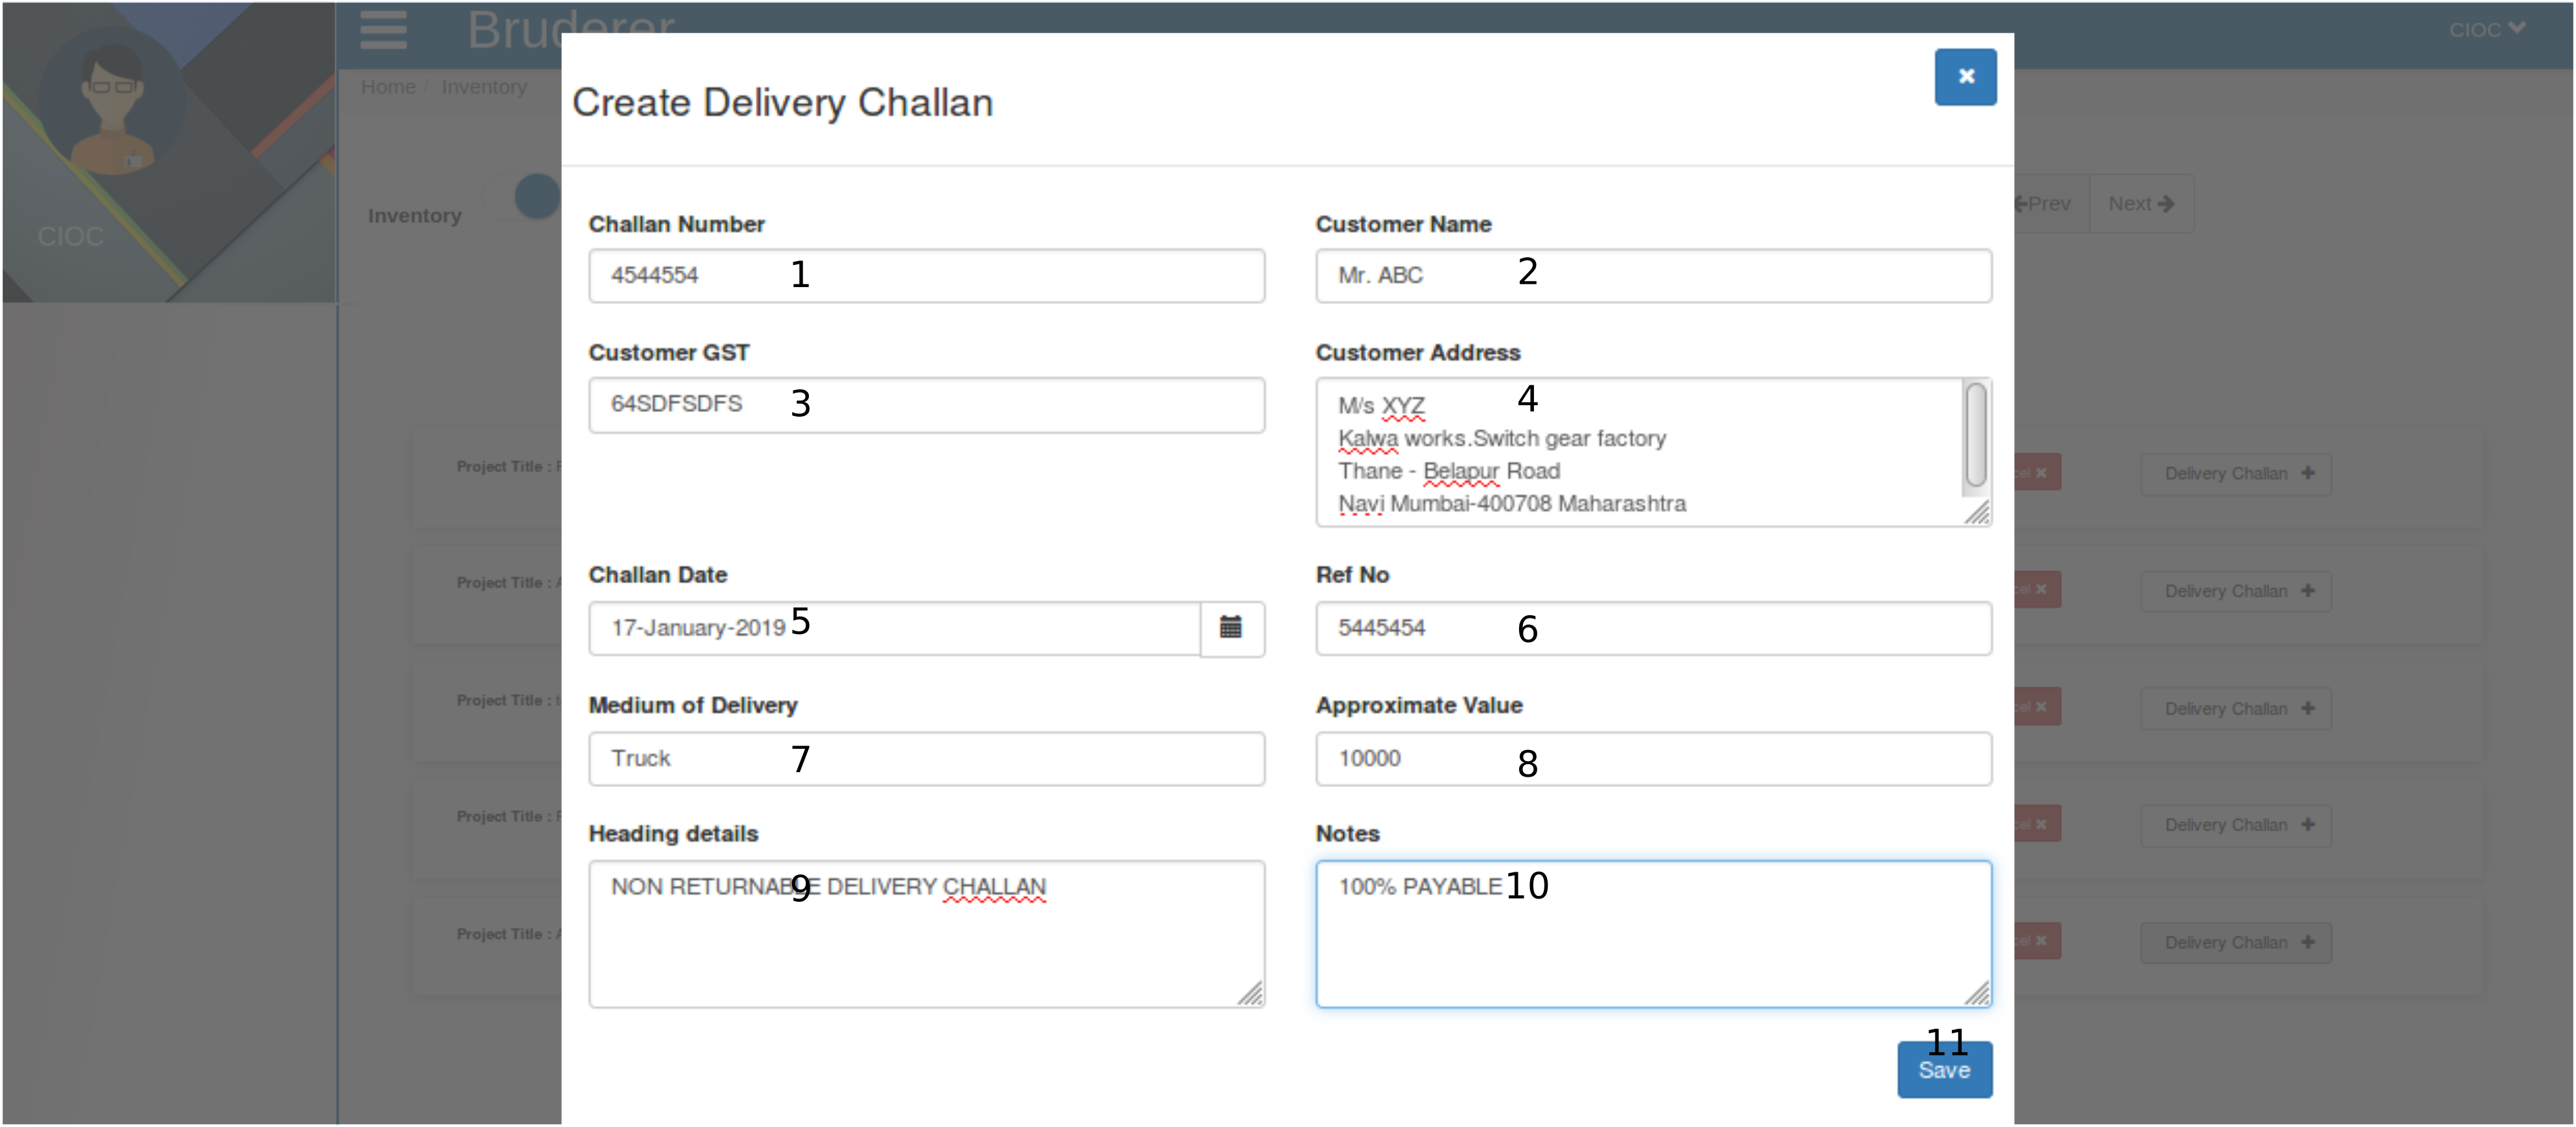 Bruderer
CIOC
CIOC
Home / Inventory
Inventory
Prev
Next
Create Delivery Challan
Challan Number
4544554
1
Customer Name
Mr. ABC
2
Customer GST
64SDFSDFS
3
Customer Address
M/s XYZ
4
Kalwa works.Switch gear factory
Thane - Belapur Road
Navi Mumbai-400708 Maharashtra
Challan Date
17-January-2019
5
Ref No
5445454
6
Medium of Delivery
Truck
7
Approximate Value
10000
8
Heading details
NON RETURNABLE DELIVERY CHALLAN
9
Notes
100% PAYABLE
10
11
Save
Project Title :
Delivery Challan
Project Title :
Delivery Challan
Project Title :
Delivery Challan
Project Title :
Delivery Challan
Project Title :
Delivery Challan